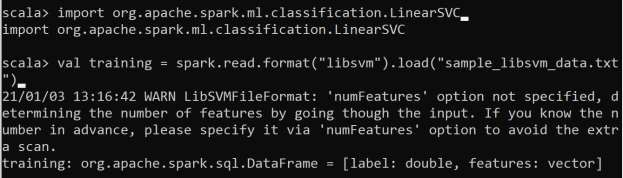 scala> import org.apache.spark.ml.classification.LinearSVC
import org.apache.spark.ml.classification.LinearSVC
scala> val training = spark.read.format("libsvm").load("sample_libsvm_data.txt
")
21/01/03 13:16:42 WARN LibSVMFileFormat: 'numFeatures' option not specified, d
etermining the number of features by going though the input. If you know the n
umber in advance, please specify it via 'numFeatures' option to avoid the extr
a scan.
training: org.apache.spark.sql.DataFrame = [label: double, features: vector]